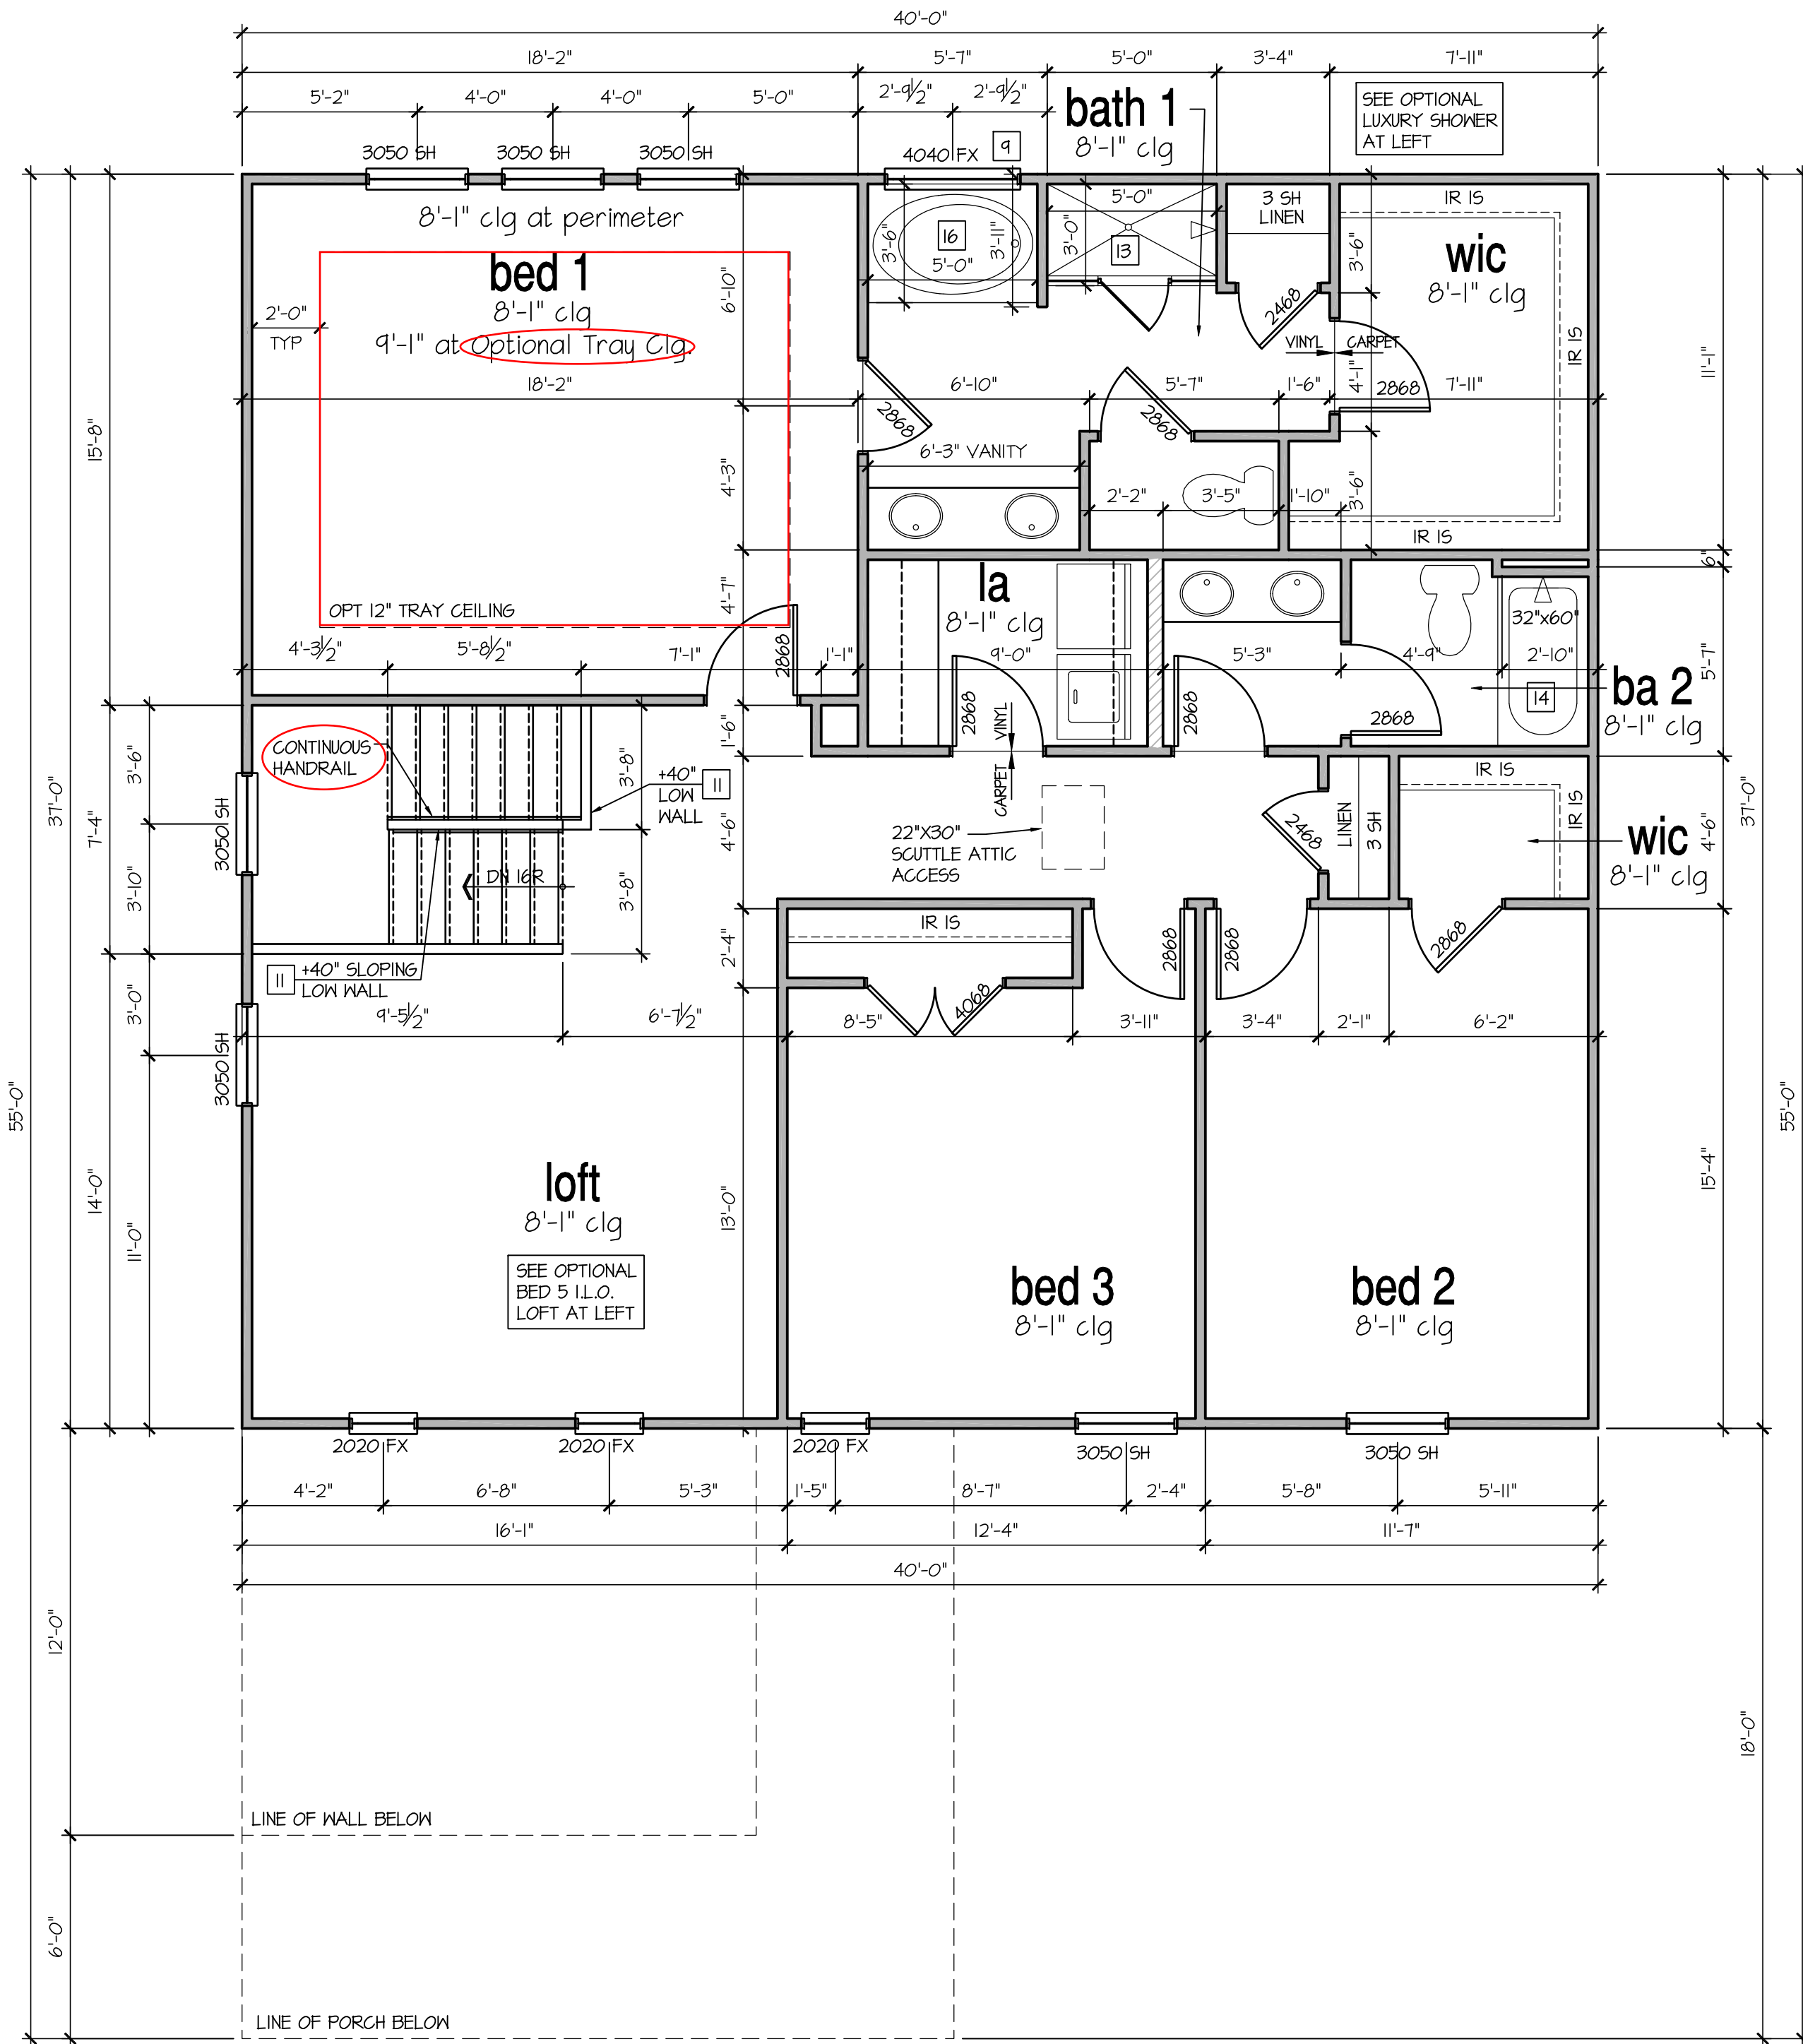 40'-0"
18'-2" 5'-7" 5'-0" 3'-4" 7'-11"
5'-2" 4'-0" 4'-0" 5'-0" 2'-9½" 2'-9½"
bath 1
8'-1" clg
SEE OPTIONAL
LUXURY SHOWER
AT LEFT
3050 SH 3050 SH 3050 SH 4040 FX 9
8'-1" clg at perimeter
bed 1
8'-1" clg
9'-1" at Optional Tray Clg.
2'-0"
TYP
18'-2"
6'-10"
4'-3"
4'-7"
OPT 12" TRAY CEILING
4'-3½" 5'-8½" 7'-1" 1'-1"
2868
3'-6"
16
5'-0"
3'-11"
5'-0"
3'-0"
13
3 SH
LINEN
2468
IR IS
wic
8'-1" clg
IR IS
3'-6"
4'-1"
3'-6"
VINYL CARPET
2868
6'-10" 5'-7" 1'-6" 7'-11"
2868
2868
6'-3" VANITY
2'-2" 3'-5" 1'-10"
IR IS
la
8'-1" clg
9'-0" 5'-3" 4'-9" 2'-10"
32"x60"
14
ba 2
8'-1" clg
2868
VINYL
CARPET
2868
2868
11'-1"
6"
5'-7"
4'-6"
15'-4"
37'-0"
55'-0"
18'-0"
15'-8"
37'-0"
55'-0"
7'-4"
14'-0"
3'-6"
3'-10"
3'-0"
11'-0"
12'-0"
6'-0"
3050 SH
3050 SH
CONTINUOUS
HANDRAIL
3'-8"
3'-8"
+40"
LOW
WALL
11
DN 16R
11
+40" SLOPING
LOW WALL
1'-6"
4'-6"
2'-4"
13'-0"
22"X30"
SCUTTLE ATTIC
ACCESS
2468
LINEN
3 SH
IR IS
IR IS
wic
8'-1" clg
IR IS
4068
2868
2868
2868
9'-5½" 6'-7½" 8'-5" 3'-11" 3'-4" 2'-1" 6'-2"
loft
8'-1" clg
SEE OPTIONAL
BED 5 I.L.O.
LOFT AT LEFT
bed 3
8'-1" clg
bed 2
8'-1" clg
2020 FX 2020 FX 2020 FX 3050 SH 3050 SH
4'-2" 6'-8" 5'-3" 1'-5" 8'-7" 2'-4" 5'-8" 5'-11"
16'-1" 12'-4" 11'-7"
40'-0"
LINE OF WALL BELOW
LINE OF PORCH BELOW